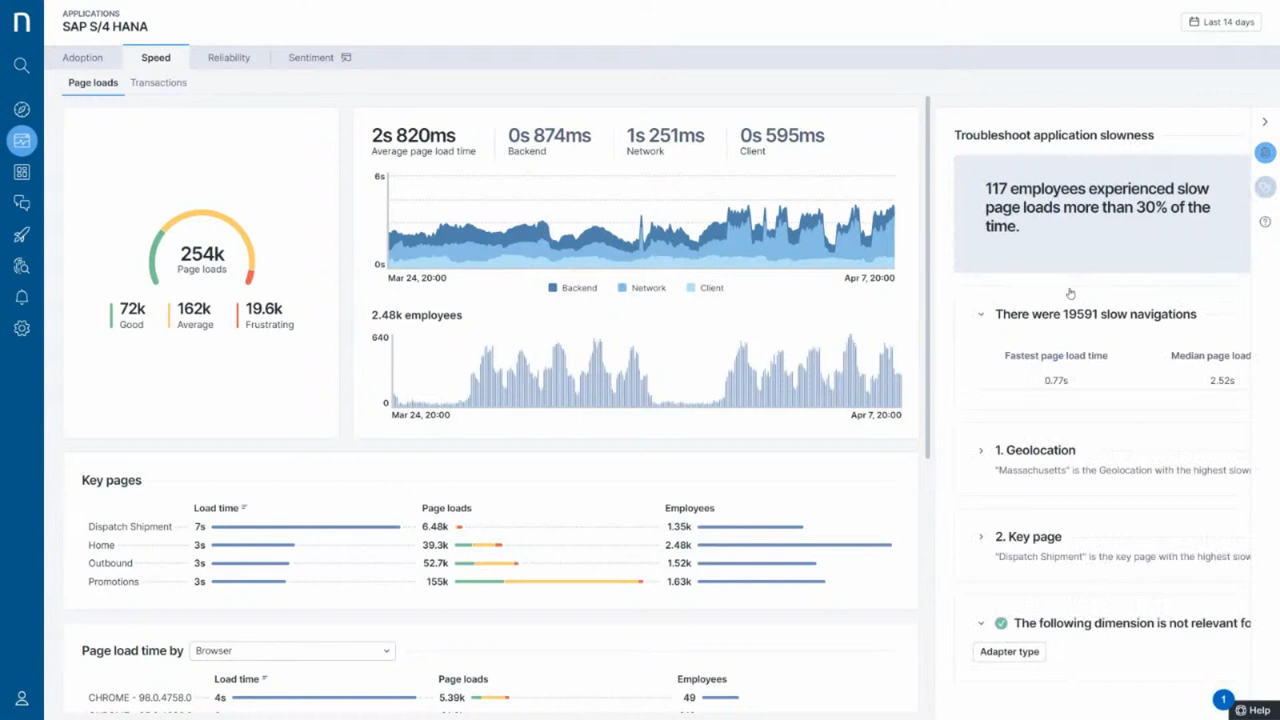 n
APPLICATIONS
SAP S/4 HANA
Last 14 days
Adoption
Speed
Reliability
Sentiment
Page loads
Transactions
254k
Page loads
72k
Good
162k
Average
19.6k
Frustrating
2s 820ms
Average page load time
0s 874ms
Backend
1s 251ms
Network
0s 595ms
Client
6s
0s
Mar 24, 20:00
Apr 7, 20:00
Backend
Network
Client
2.48k employees
640
0
Mar 24, 20:00
Apr 7, 20:00
Key pages
Load time
Page loads
Employees
Dispatch Shipment 7s 6.48k 1.35k
Home 3s 39.3k 2.48k
Outbound 3s 52.7k 1.52k
Promotions 3s 155k 1.63k
Page load time by
Browser
Load time
Page loads
Employees
CHROME - 98.0.4758.0 4s 5.39k 49
Troubleshoot application slowness
117 employees experienced slow
page loads more than 30% of the
time.
There were 19591 slow navigations
Fastest page load time
Median page load
0.77s
2.52s
1. Geolocation
"Massachusetts" is the Geolocation with the highest slow
2. Key page
"Dispatch Shipment" is the key page with the highest slow
The following dimension is not relevant fo
Adapter type
1
Help